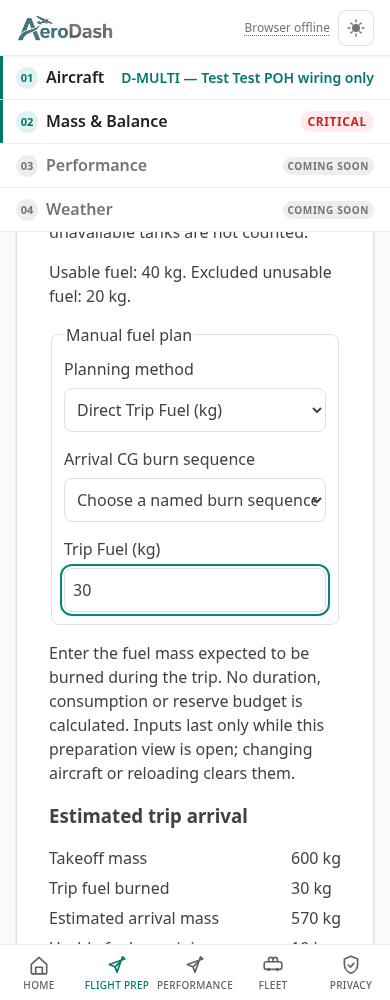 AeroDash
Browser offline
01 Aircraft D-MULTI — Test Test POH wiring only
02 Mass & Balance CRITICAL
03 Performance COMING SOON
04 Weather COMING SOON
unavailable tanks are not counted.
Usable fuel: 40 kg. Excluded unusable
fuel: 20 kg.
Manual fuel plan
Planning method
Direct Trip Fuel (kg)
Arrival CG burn sequence
Choose a named burn sequence
Trip Fuel (kg)
30
Enter the fuel mass expected to be
burned during the trip. No duration,
consumption or reserve budget is
calculated. Inputs last only while this
preparation view is open; changing
aircraft or reloading clears them.
Estimated trip arrival
Takeoff mass 600 kg
Trip fuel burned 30 kg
Estimated arrival mass 570 kg
HOME FLIGHT PREP PERFORMANCE FLEET PRIVACY